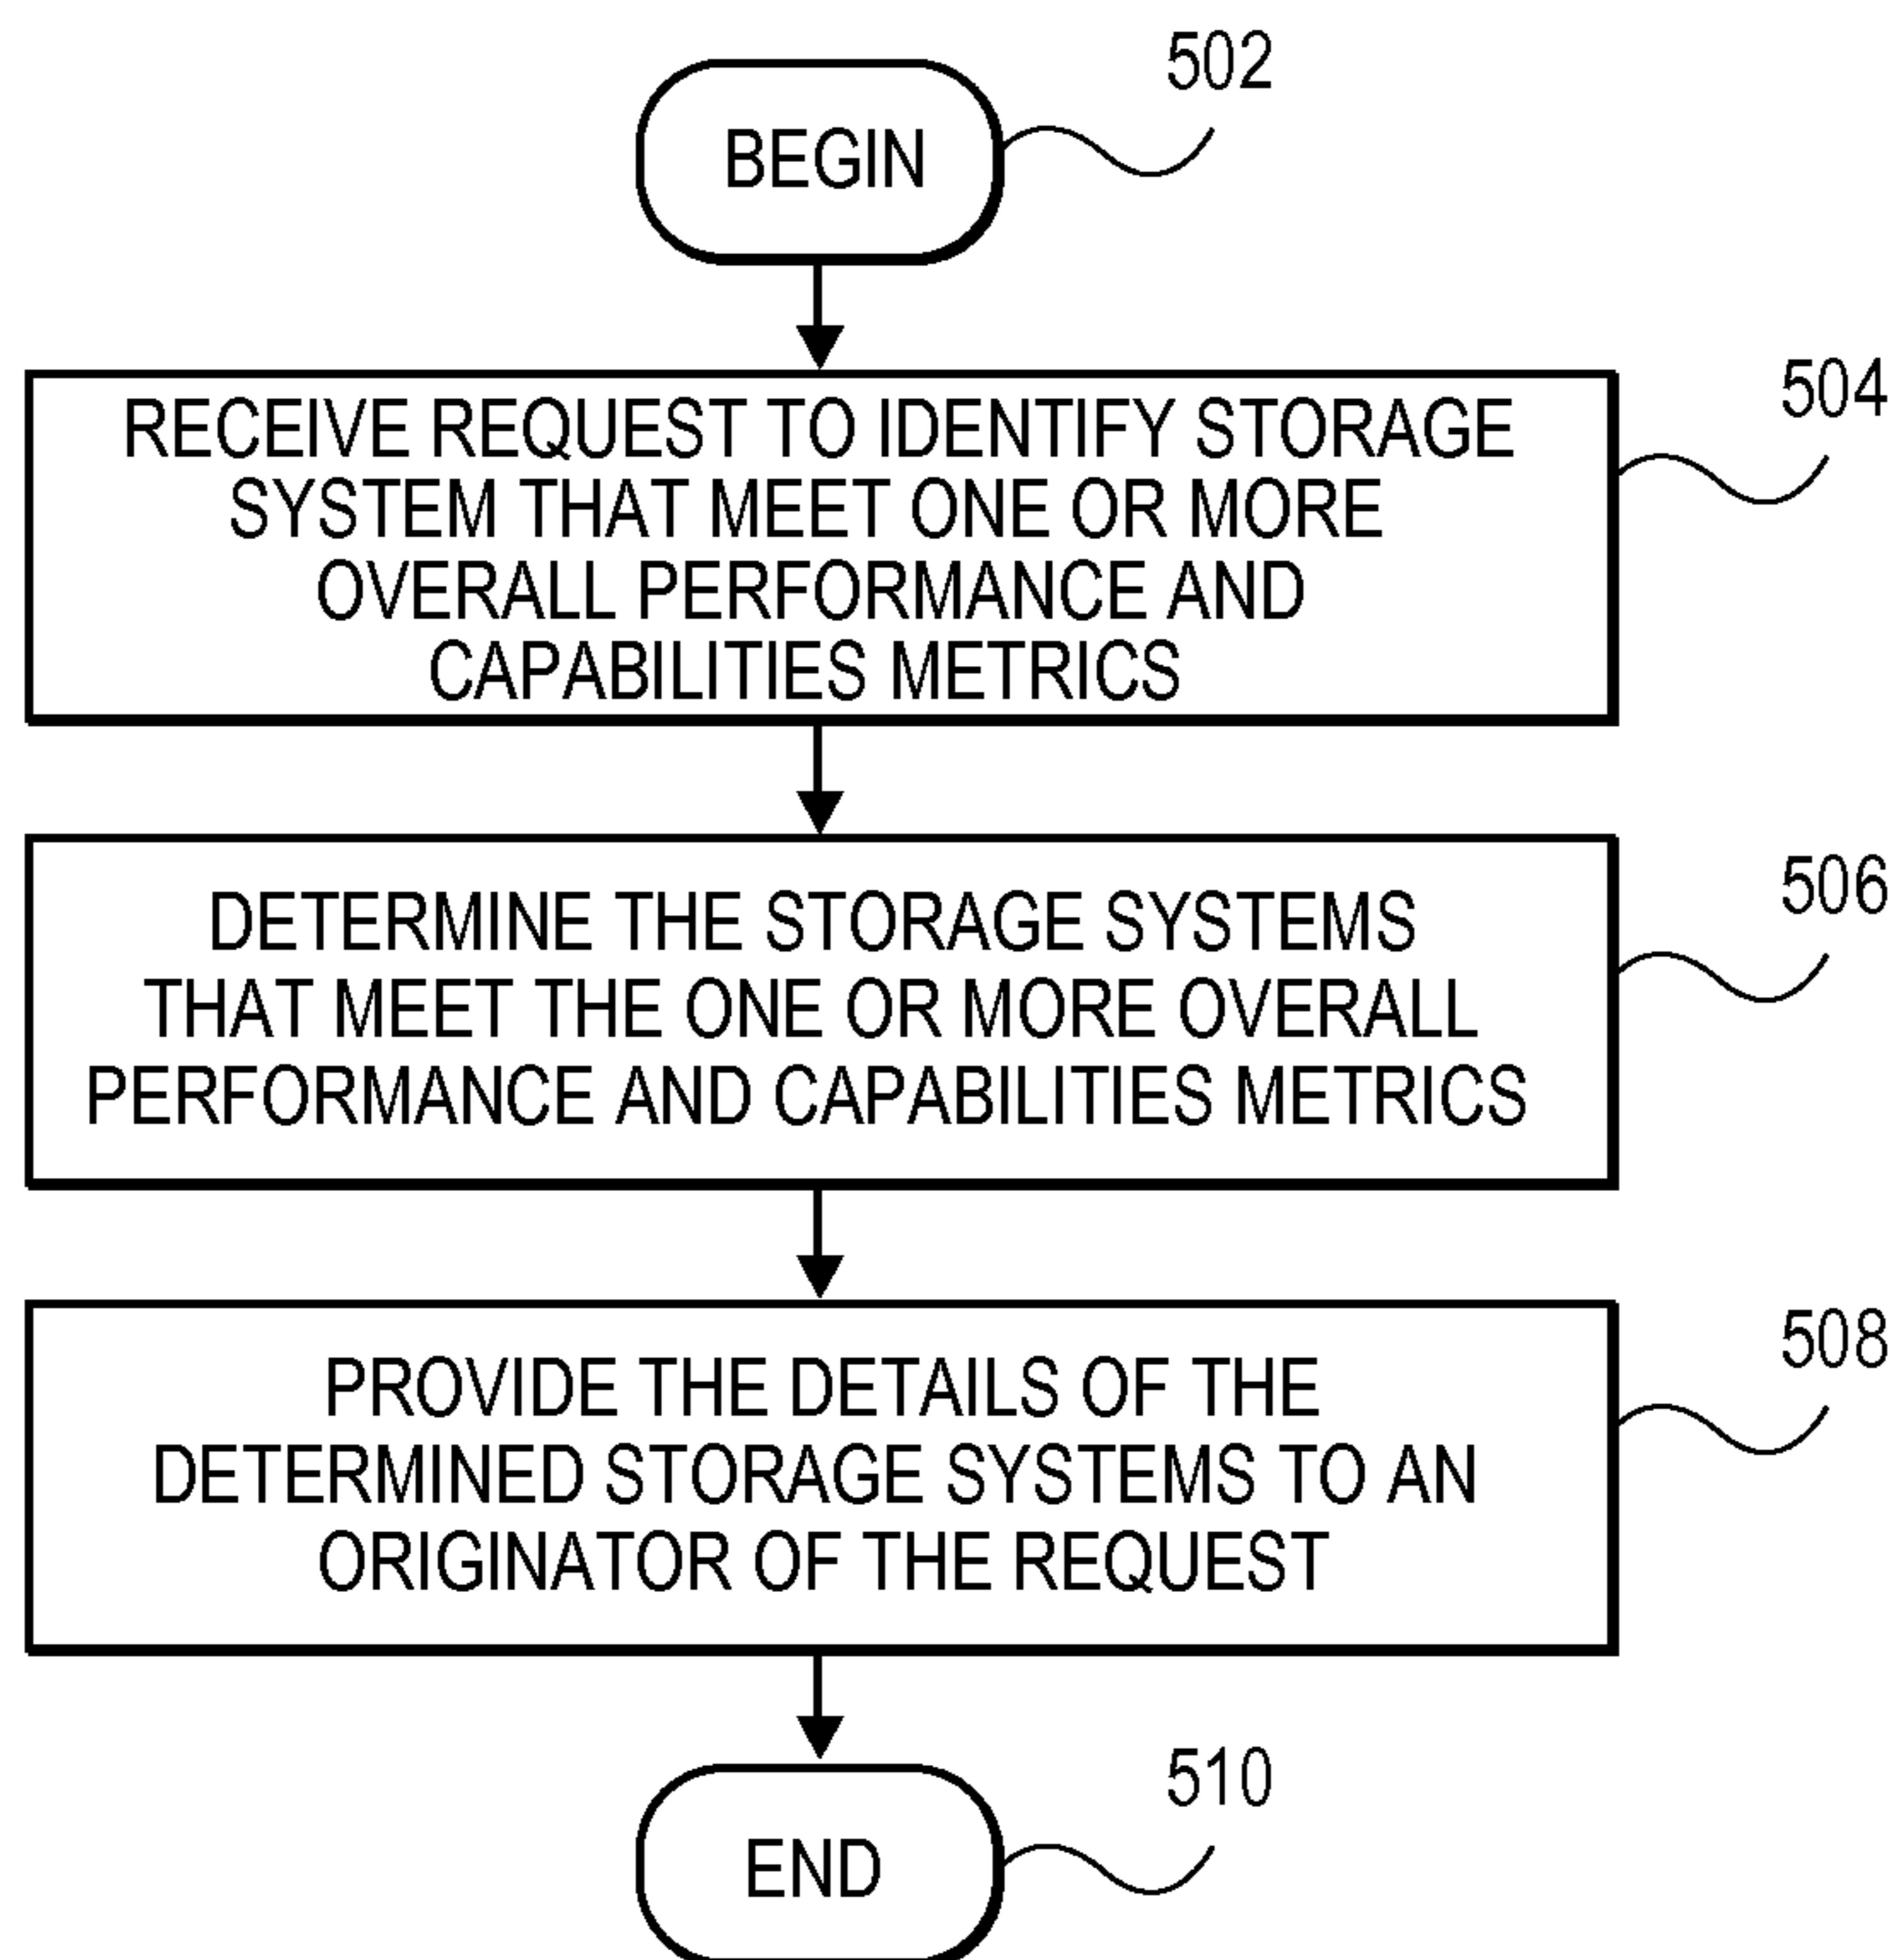 502
BEGIN
504
RECEIVE REQUEST TO IDENTIFY STORAGE
SYSTEM THAT MEET ONE OR MORE
OVERALL PERFORMANCE AND
CAPABILITIES METRICS
506
DETERMINE THE STORAGE SYSTEMS
THAT MEET THE ONE OR MORE OVERALL
PERFORMANCE AND CAPABILITIES METRICS
508
PROVIDE THE DETAILS OF THE
DETERMINED STORAGE SYSTEMS TO AN
ORIGINATOR OF THE REQUEST
510
END